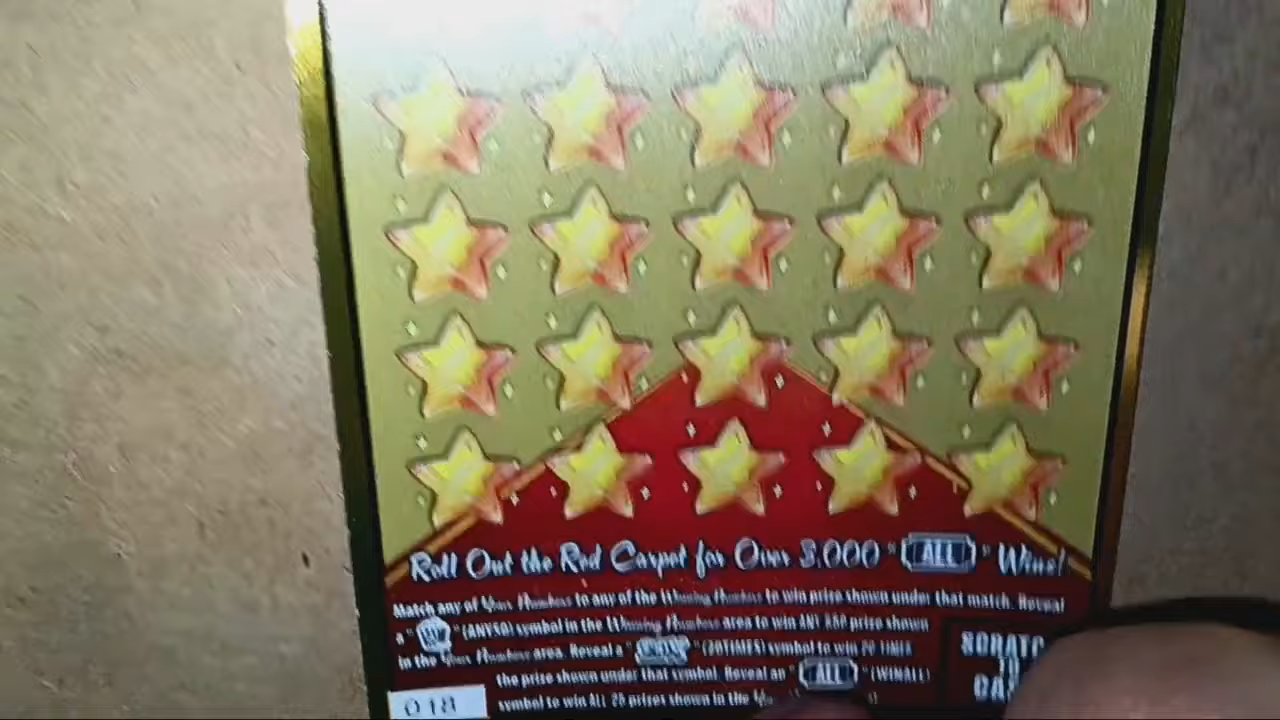 Roll Out the Red Carpet for Over 3,000 "ALL" Wins!
Match any of Your Numbers to any of the Winning Numbers to win prize shown under that match. Reveal
a " " (ANY50) symbol in the Winning Numbers area to win ANY $50 prize shown
in the Your Numbers area. Reveal a " " (20TIMES) symbol to win 20 TIMES
the prize shown under that symbol. Reveal an "ALL" (WINALL)
symbol to win ALL 25 prizes shown in the
018
SCRATC